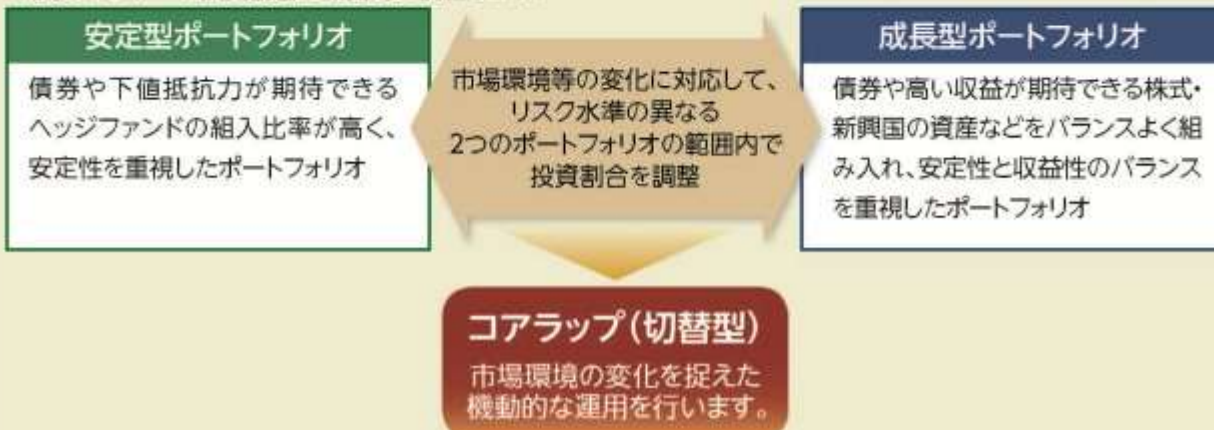 安定型ポートフォリオ
債券や下値抵抗力が期待できる
ヘッジファンドの組入比率が高く、
安定性を重視したポートフォリオ
市場環境等の変化に対応して、
リスク水準の異なる
2つのポートフォリオの範囲内で
投資割合を調整
成長型ポートフォリオ
債券や高い収益が期待できる株式・
新興国の資産などをバランスよく組
み入れ、安定性と収益性のバランス
を重視したポートフォリオ
コアラップ(切替型)
市場環境の変化を捉えた
機動的な運用を行います。